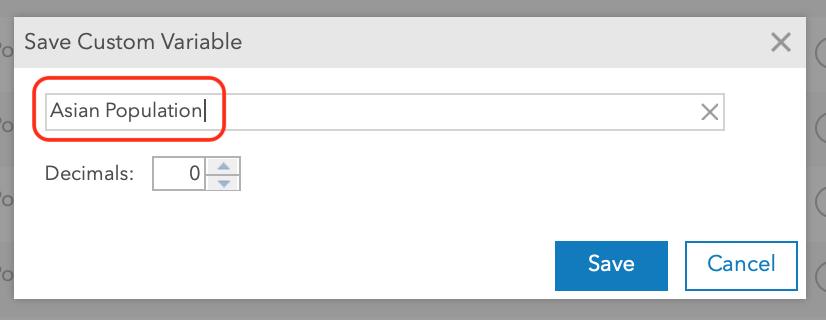 Save Custom Variable
Asian Population
Decimals: 0
Save Cancel